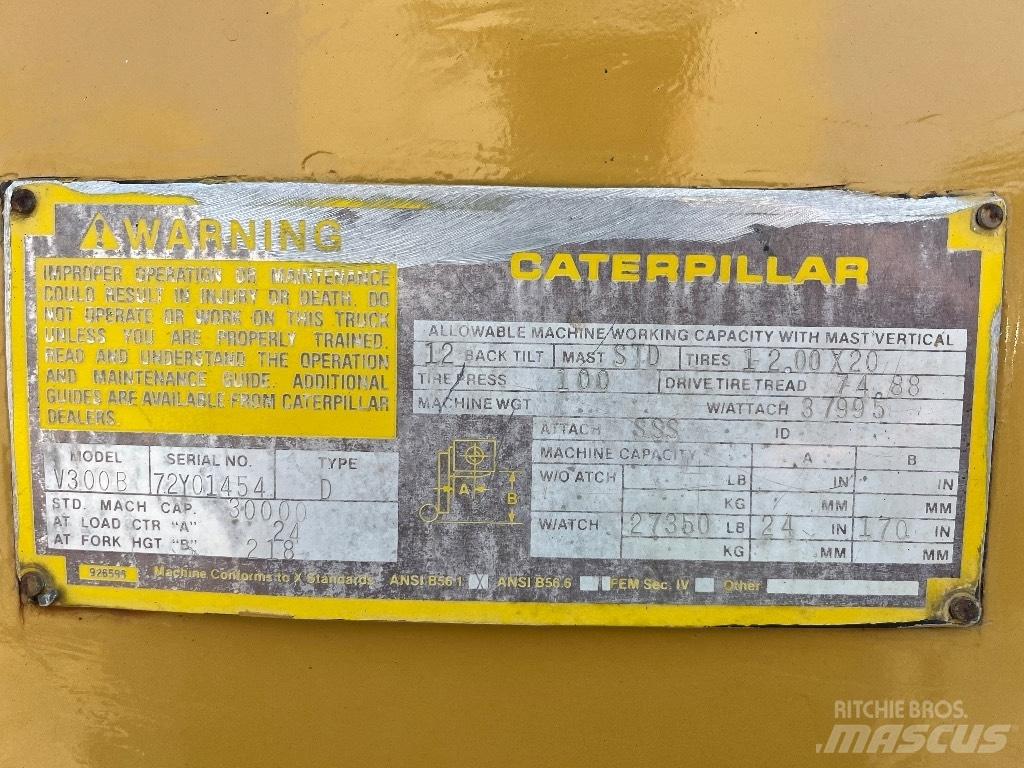 WARNING
IMPROPER OPERATION OR MAINTENANCE
COULD RESULT IN INJURY OR DEATH. DO
NOT OPERATE OR WORK ON THIS TRUCK
UNLESS YOU ARE PROPERLY TRAINED.
READ AND UNDERSTAND THE OPERATION
AND MAINTENANCE GUIDE. ADDITIONAL
GUIDES ARE AVAILABLE FROM CATERPILLAR
DEALERS.
MODEL SERIAL NO. TYPE
V300B 72Y01454 D
STD. MACH CAP. 30000
AT LOAD CTR "A" 24
AT FORK HGT "B" 218
CATERPILLAR
ALLOWABLE MACHINE/WORKING CAPACITY WITH MAST VERTICAL
12 BACK TILT MAST STD TIRES 12.00X20
TIRE PRESS 100 DRIVE TIRE TREAD 74.88
MACHINE WGT W/ATTACH 37995
ATTACH SSS ID
MACHINE CAPACITY A B
W/O ATCH LB IN IN
KG MM MM
W/ATCH 27350 LB 24 IN 170 IN
KG MM MM
A B
926595 Machine Conforms to X Standards ANSI B56.1 X ANSI B56.6 FEM Sec. IV Other
RITCHIE BROS.
MASCUS